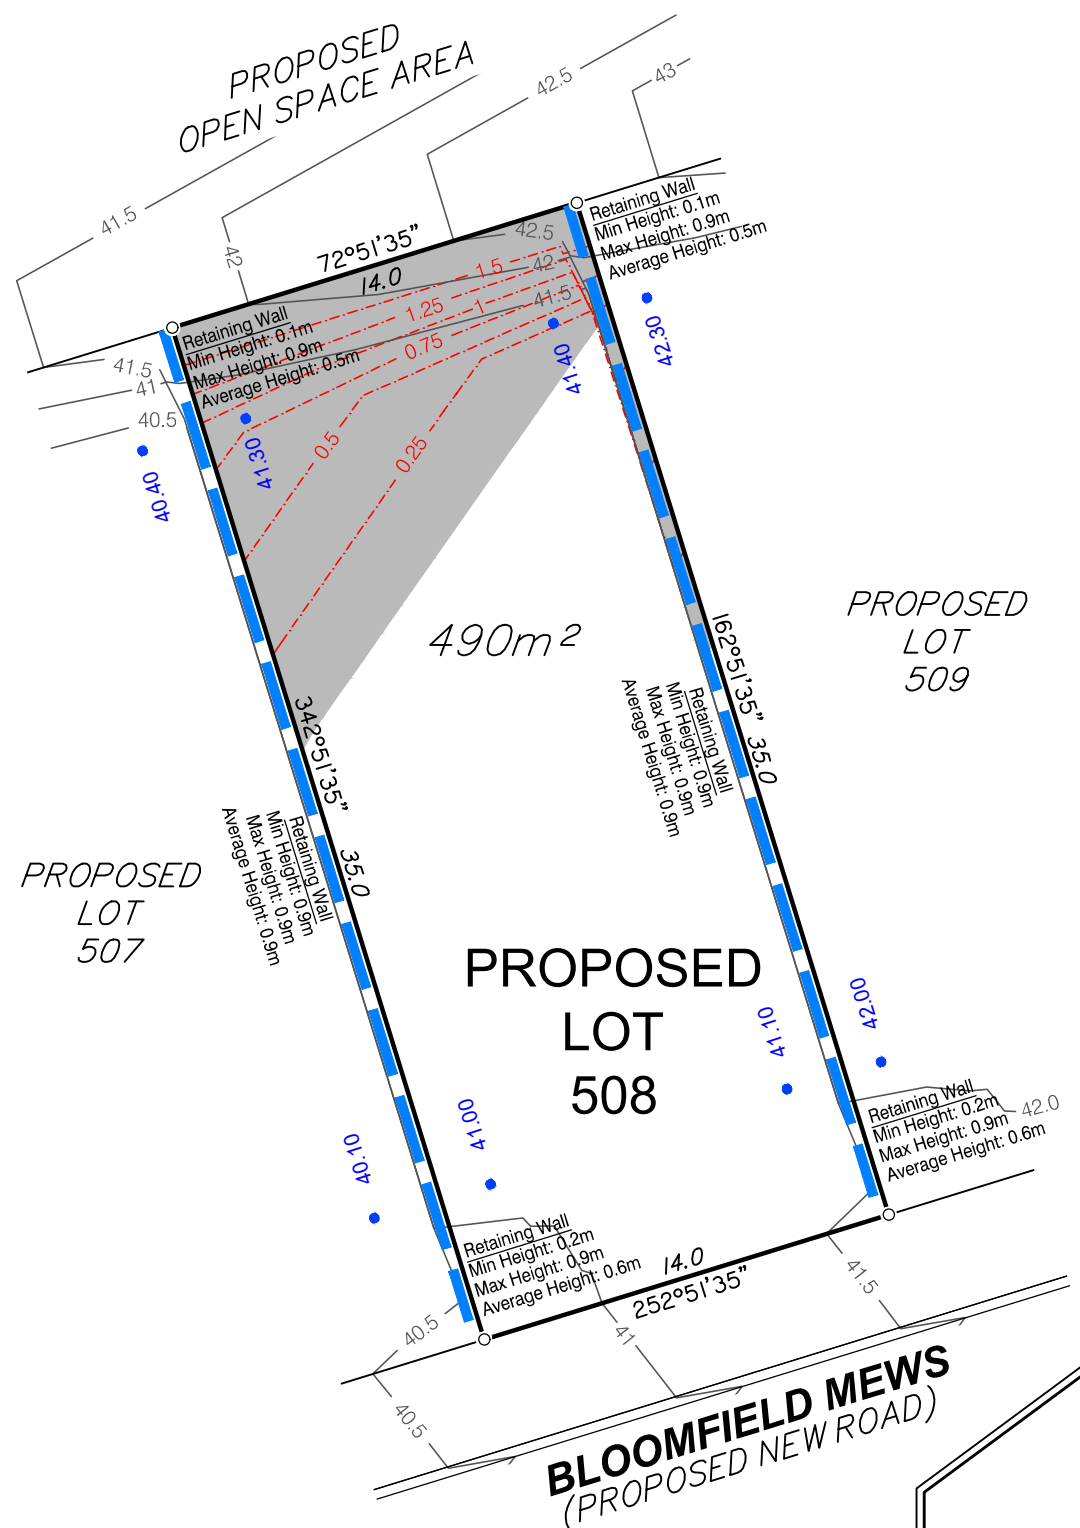 PROPOSED
OPEN SPACE AREA
42.5
43
41.5
42
72°51'35"
14.0
Retaining Wall
Min Height: 0.1m
Max Height: 0.9m
Average Height: 0.5m
42.5
42
41.5
1.5
1.25
1
0.75
0.5
0.25
Retaining Wall
Min Height: 0.1m
Max Height: 0.9m
Average Height: 0.5m
41.5
41
40.5
42.30
41.40
41.30
40.40
490m²
PROPOSED
LOT
509
162°51'35"
35.0
Retaining Wall
Min Height: 0.9m
Max Height: 0.9m
Average Height: 0.9m
342°51'35"
35.0
Retaining Wall
Min Height: 0.9m
Max Height: 0.9m
Average Height: 0.9m
PROPOSED
LOT
507
PROPOSED
LOT
508
41.10
42.00
41.00
40.10
Retaining Wall
Min Height: 0.2m
Max Height: 0.9m
Average Height: 0.6m
42.0
Retaining Wall
Min Height: 0.2m
Max Height: 0.9m
Average Height: 0.6m
14.0
252°51'35"
41.5
40.5
41
40.5
BLOOMFIELD MEWS
(PROPOSED NEW ROAD)